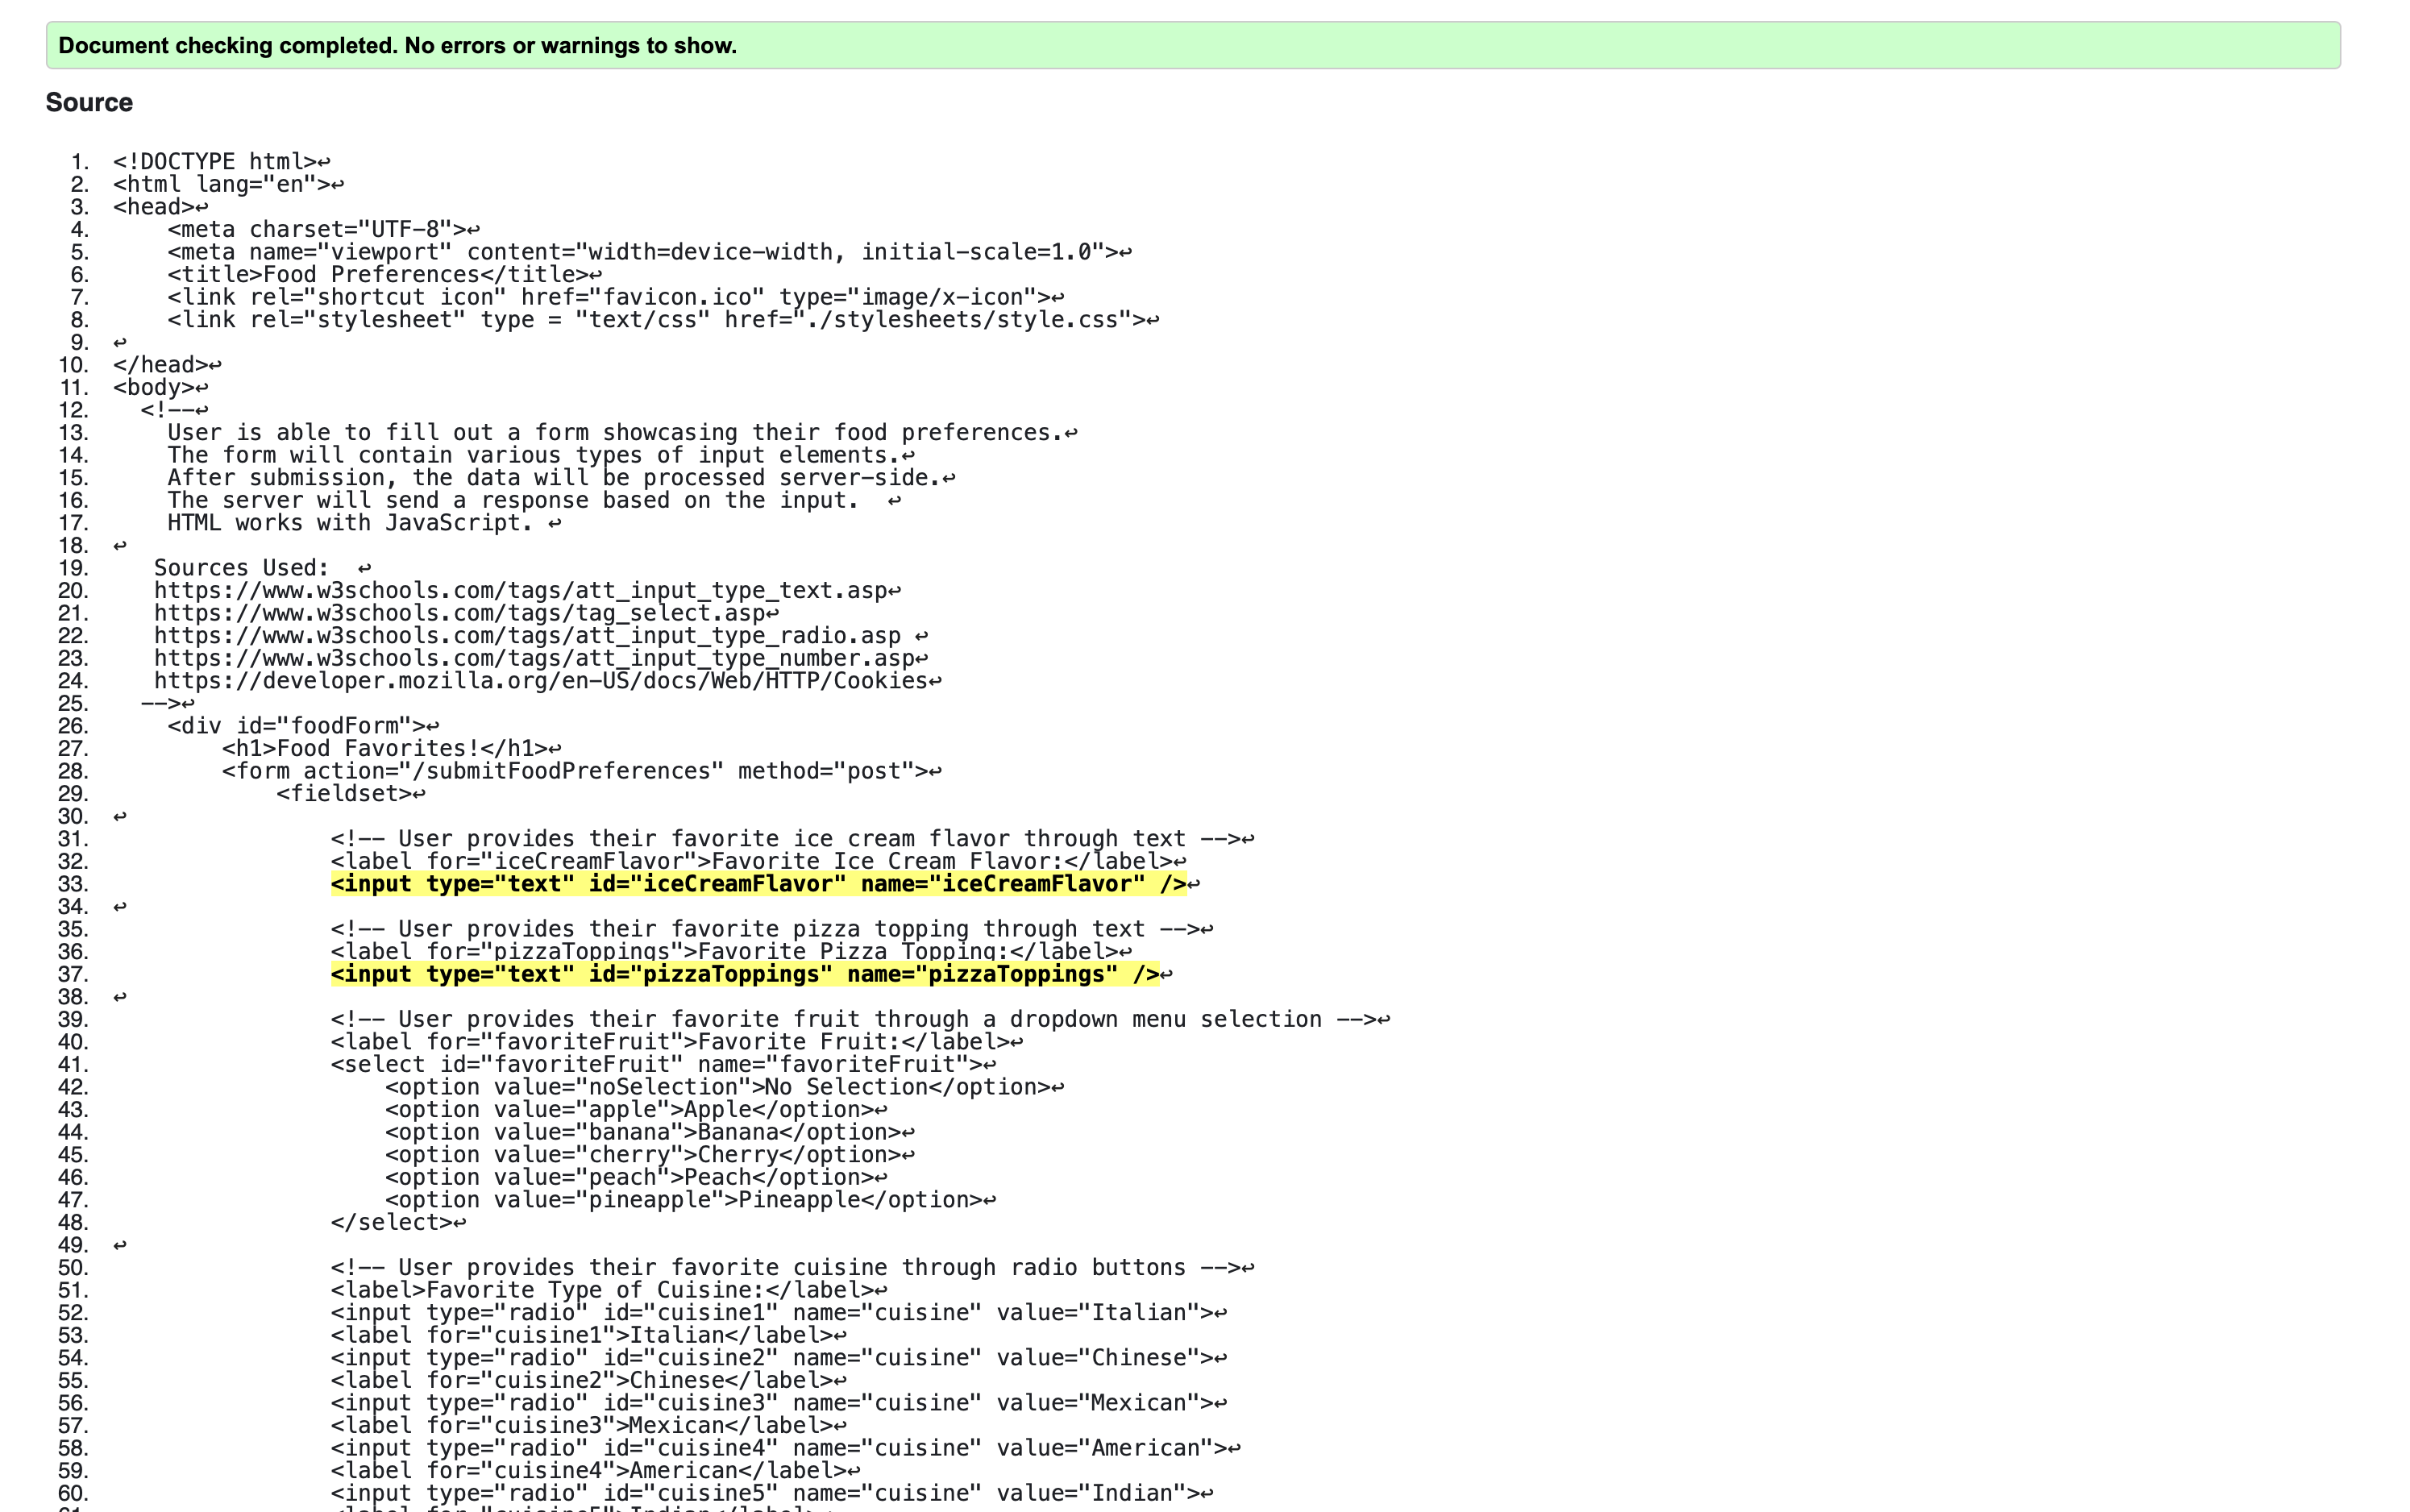 Document checking completed. No errors or warnings to show.
Source
1. <!DOCTYPE html>↩
2. <html lang="en">↩
3. <head>↩
4.     <meta charset="UTF-8">↩
5.     <meta name="viewport" content="width=device-width, initial-scale=1.0">↩
6.     <title>Food Preferences</title>↩
7.     <link rel="shortcut icon" href="favicon.ico" type="image/x-icon">↩
8.     <link rel="stylesheet" type = "text/css" href="./stylesheets/style.css">↩
9. ↩
10. </head>↩
11. <body>↩
12.   <!--↩
13.     User is able to fill out a form showcasing their food preferences.↩
14.     The form will contain various types of input elements.↩
15.     After submission, the data will be processed server-side.↩
16.     The server will send a response based on the input.  ↩
17.     HTML works with JavaScript. ↩
18. ↩
19.    Sources Used:  ↩
20.    https://www.w3schools.com/tags/att_input_type_text.asp↩
21.    https://www.w3schools.com/tags/tag_select.asp↩
22.    https://www.w3schools.com/tags/att_input_type_radio.asp ↩
23.    https://www.w3schools.com/tags/att_input_type_number.asp↩
24.    https://developer.mozilla.org/en-US/docs/Web/HTTP/Cookies↩
25.   -->↩
26.     <div id="foodForm">↩
27.         <h1>Food Favorites!</h1>↩
28.         <form action="/submitFoodPreferences" method="post">↩
29.             <fieldset>↩
30. ↩
31.                 <!-- User provides their favorite ice cream flavor through text -->↩
32.                 <label for="iceCreamFlavor">Favorite Ice Cream Flavor:</label>↩
33.                 <input type="text" id="iceCreamFlavor" name="iceCreamFlavor" />↩
34. ↩
35.                 <!-- User provides their favorite pizza topping through text -->↩
36.                 <label for="pizzaToppings">Favorite Pizza Topping:</label>↩
37.                 <input type="text" id="pizzaToppings" name="pizzaToppings" />↩
38. ↩
39.                 <!-- User provides their favorite fruit through a dropdown menu selection -->↩
40.                 <label for="favoriteFruit">Favorite Fruit:</label>↩
41.                 <select id="favoriteFruit" name="favoriteFruit">↩
42.                     <option value="noSelection">No Selection</option>↩
43.                     <option value="apple">Apple</option>↩
44.                     <option value="banana">Banana</option>↩
45.                     <option value="cherry">Cherry</option>↩
46.                     <option value="peach">Peach</option>↩
47.                     <option value="pineapple">Pineapple</option>↩
48.                 </select>↩
49. ↩
50.                 <!-- User provides their favorite cuisine through radio buttons -->↩
51.                 <label>Favorite Type of Cuisine:</label>↩
52.                 <input type="radio" id="cuisine1" name="cuisine" value="Italian">↩
53.                 <label for="cuisine1">Italian</label>↩
54.                 <input type="radio" id="cuisine2" name="cuisine" value="Chinese">↩
55.                 <label for="cuisine2">Chinese</label>↩
56.                 <input type="radio" id="cuisine3" name="cuisine" value="Mexican">↩
57.                 <label for="cuisine3">Mexican</label>↩
58.                 <input type="radio" id="cuisine4" name="cuisine" value="American">↩
59.                 <label for="cuisine4">American</label>↩
60.                 <input type="radio" id="cuisine5" name="cuisine" value="Indian">↩